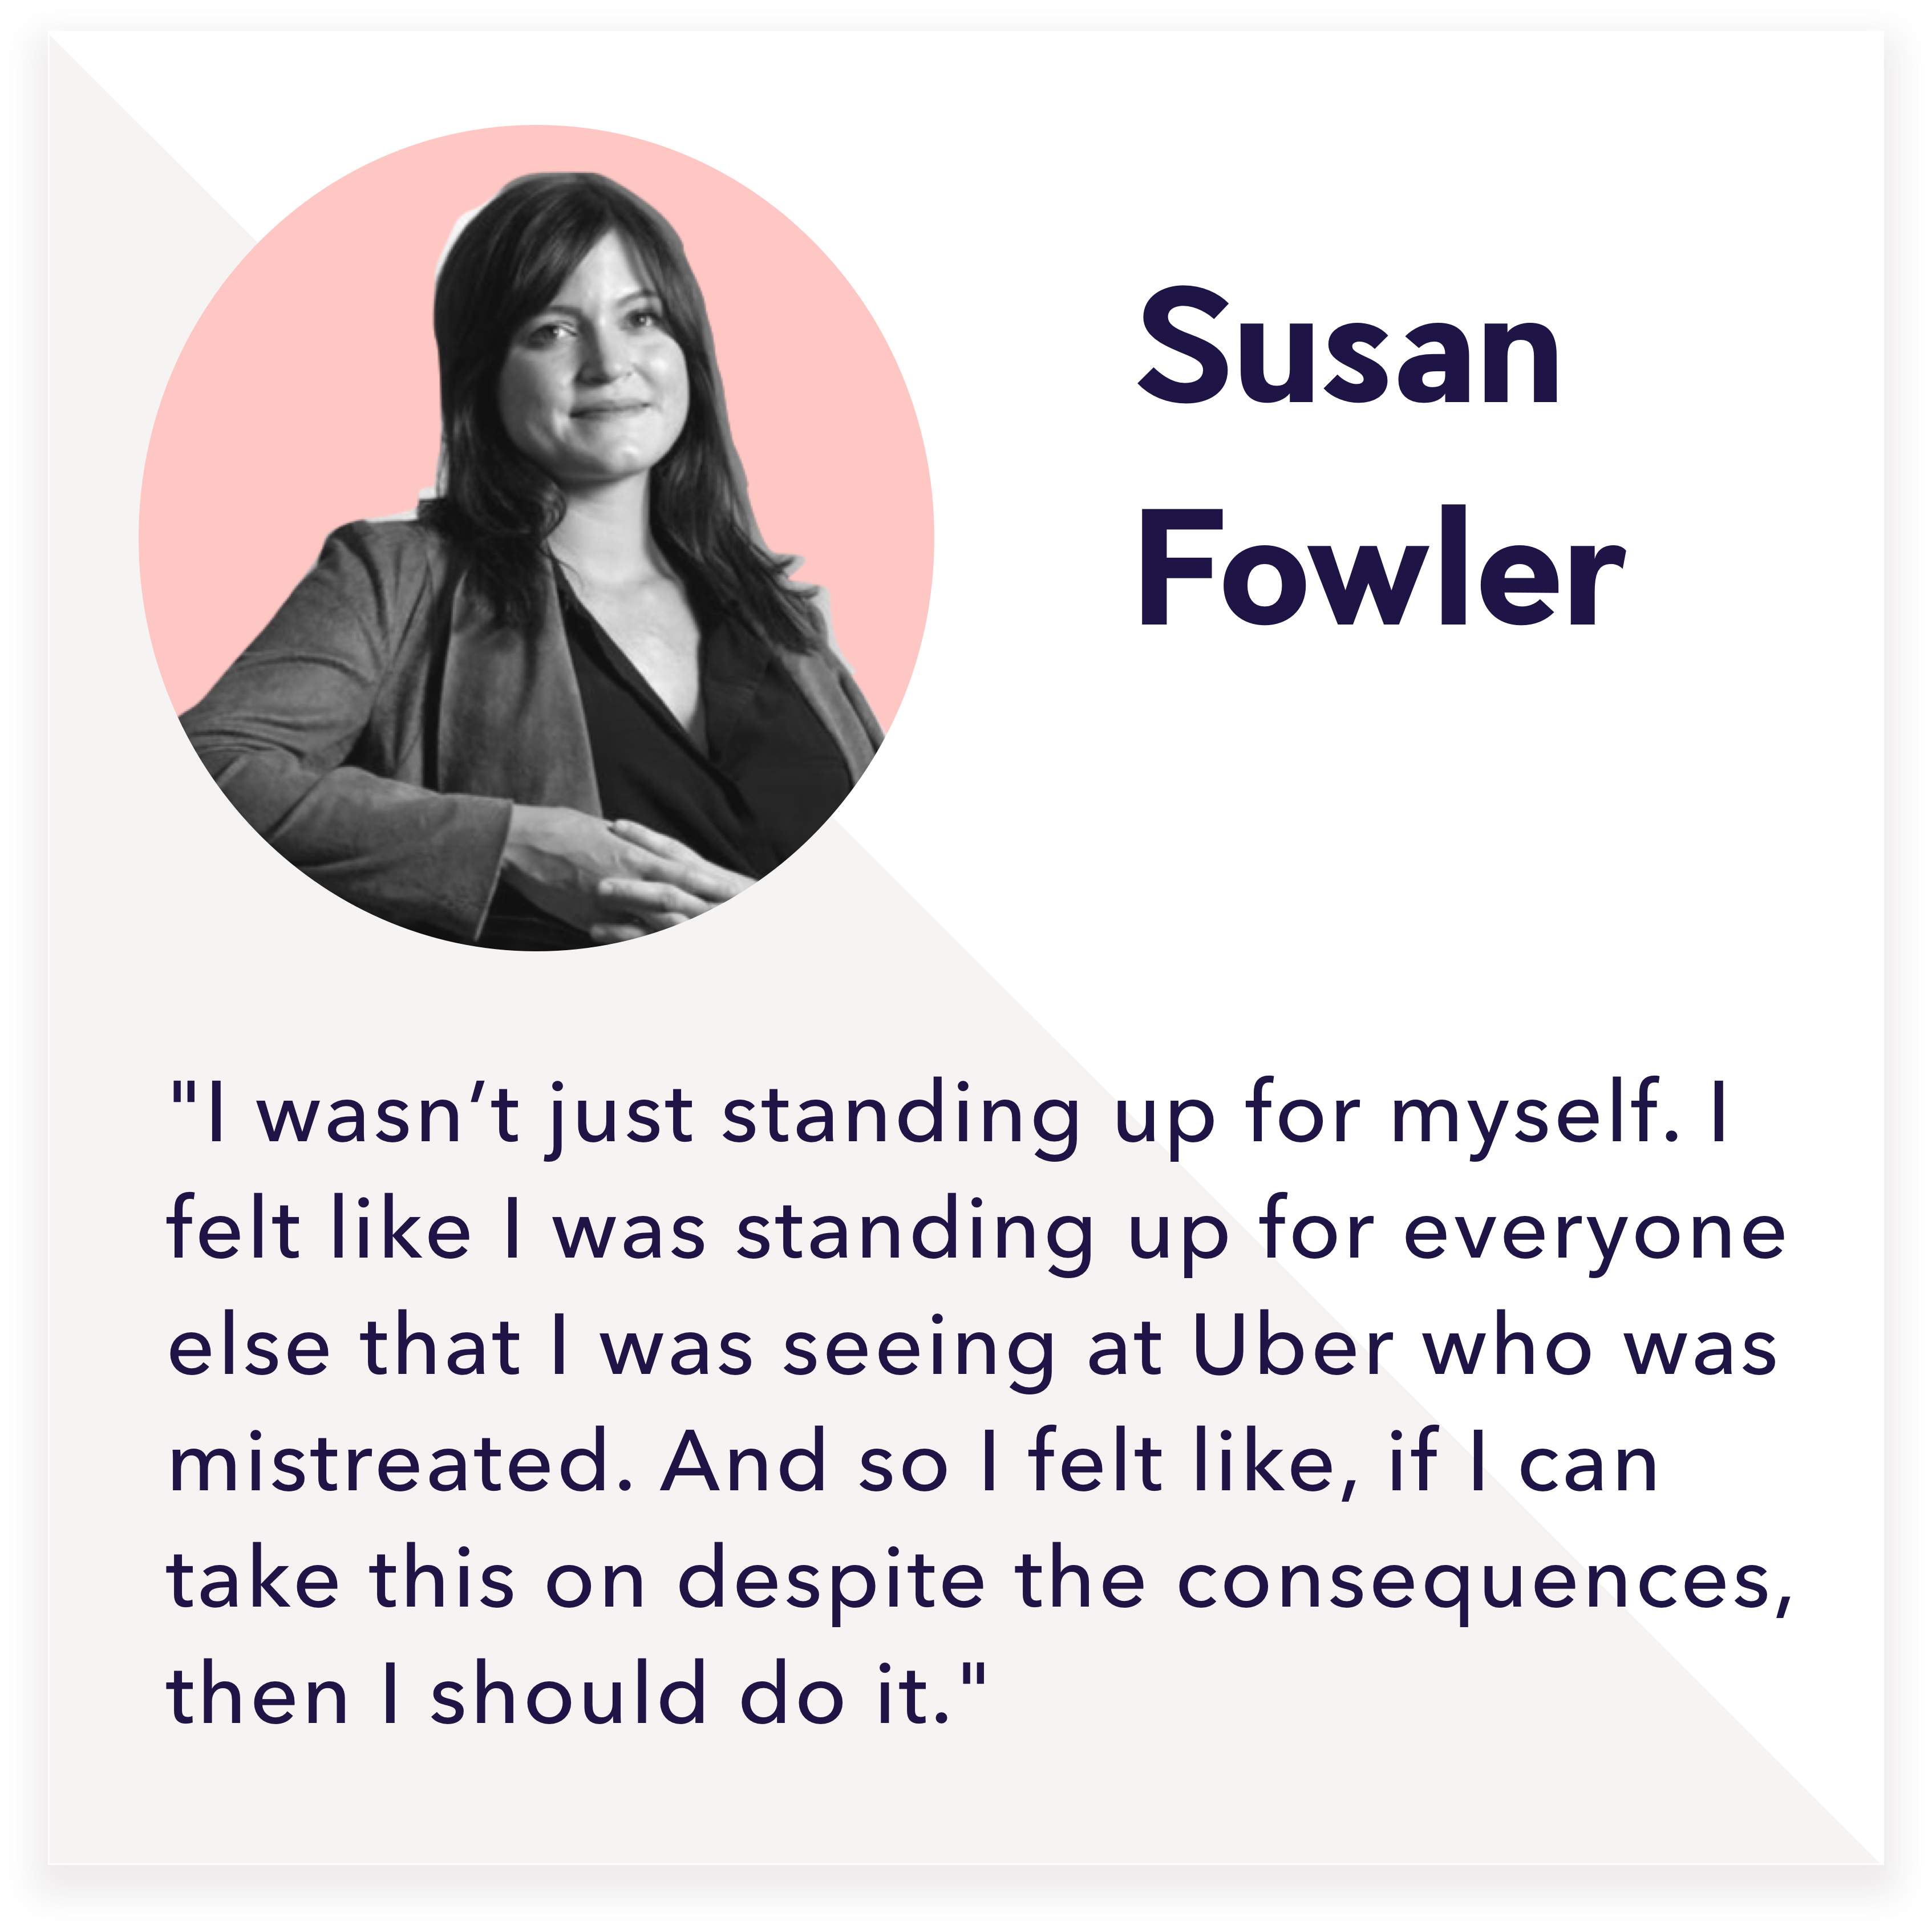 Susan
Fowler
"I wasn’t just standing up for myself. I
felt like I was standing up for everyone
else that I was seeing at Uber who was
mistreated. And so I felt like, if I can
take this on despite the consequences,
then I should do it."